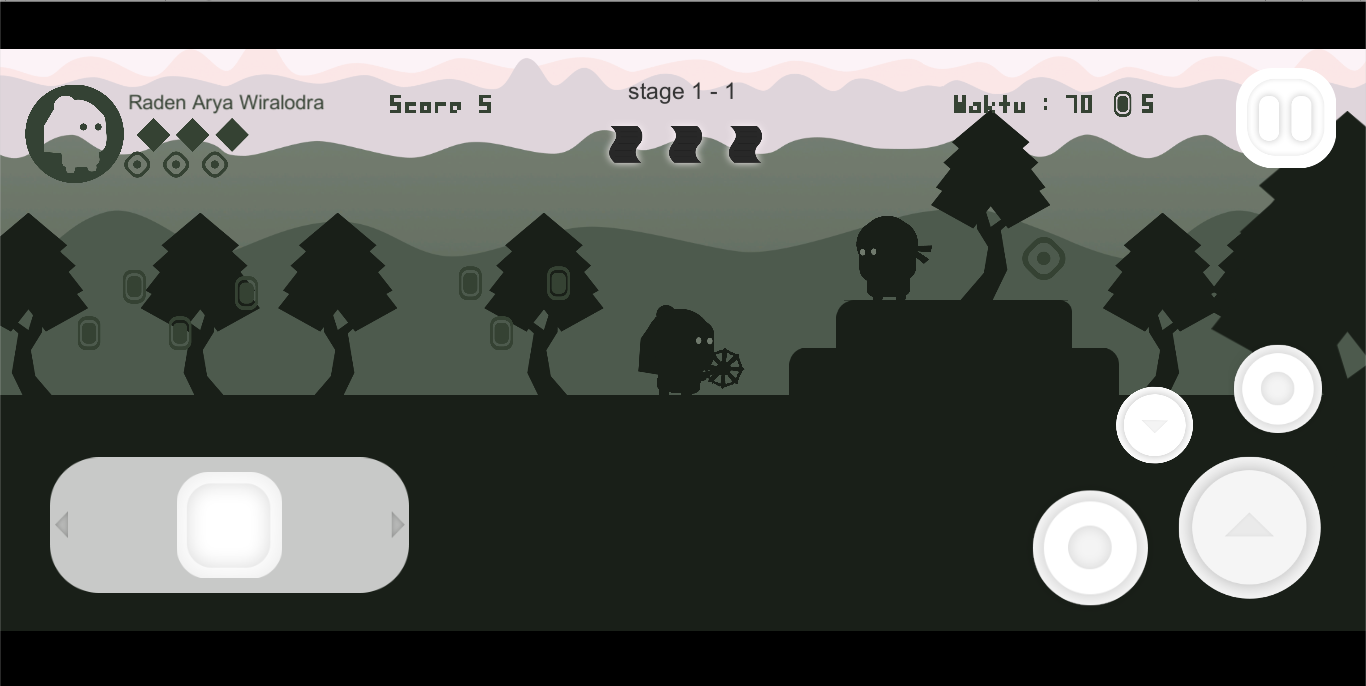 stage 1 - 1
Raden Arya Wiralodra
Score 5
Waktu : 70 5